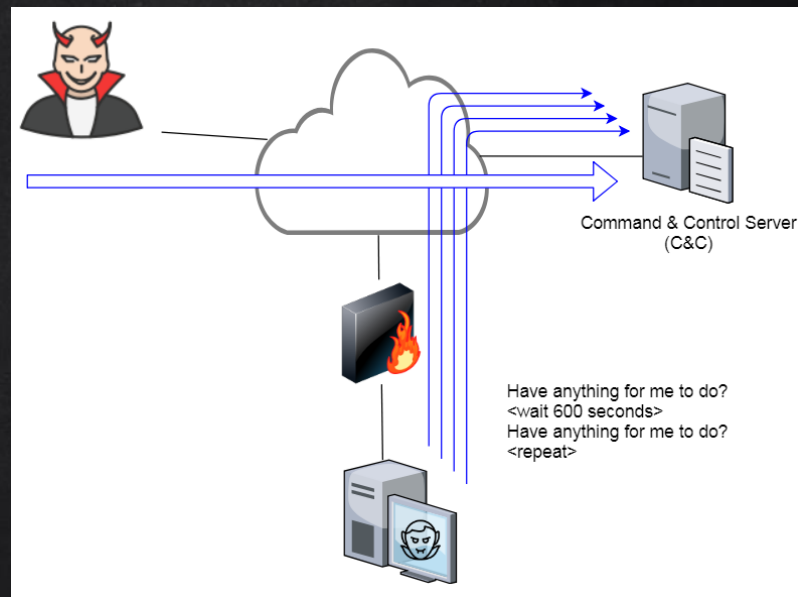 Command & Control Server
(C&C)
Have anything for me to do?
<wait 600 seconds>
Have anything for me to do?
<repeat>